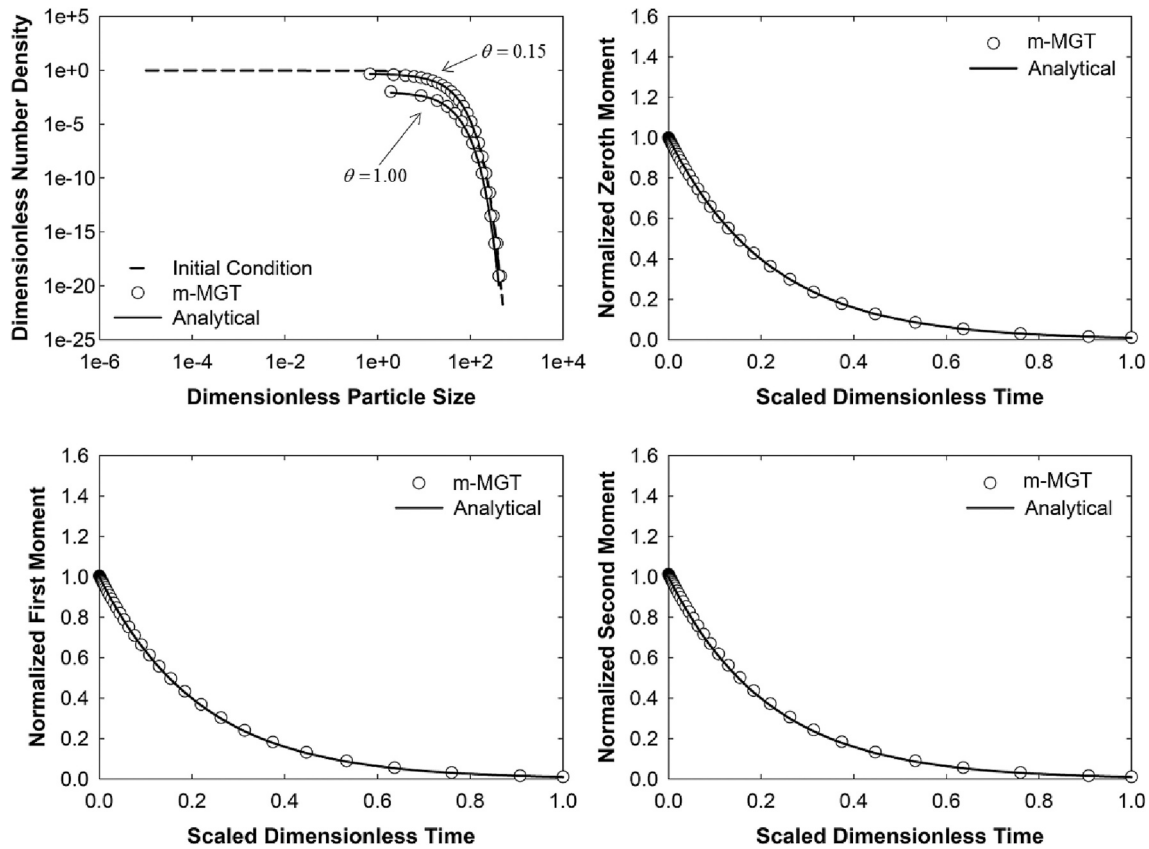 Dimensionless Number Density
1e+5
1e+0
1e-5
1e-10
1e-15
1e-20
1e-25
θ = 0.15
θ = 1.00
Initial Condition
m-MGT
Analytical
1e-6 1e-4 1e-2 1e+0 1e+2 1e+4
Dimensionless Particle Size
Normalized Zeroth Moment
1.6
1.4
1.2
1.0
0.8
0.6
0.4
0.2
0.0
m-MGT
Analytical
0.0 0.2 0.4 0.6 0.8 1.0
Scaled Dimensionless Time
Normalized First Moment
1.6
1.4
1.2
1.0
0.8
0.6
0.4
0.2
0.0
m-MGT
Analytical
0.0 0.2 0.4 0.6 0.8 1.0
Scaled Dimensionless Time
Normalized Second Moment
1.6
1.4
1.2
1.0
0.8
0.6
0.4
0.2
0.0
m-MGT
Analytical
0.0 0.2 0.4 0.6 0.8 1.0
Scaled Dimensionless Time